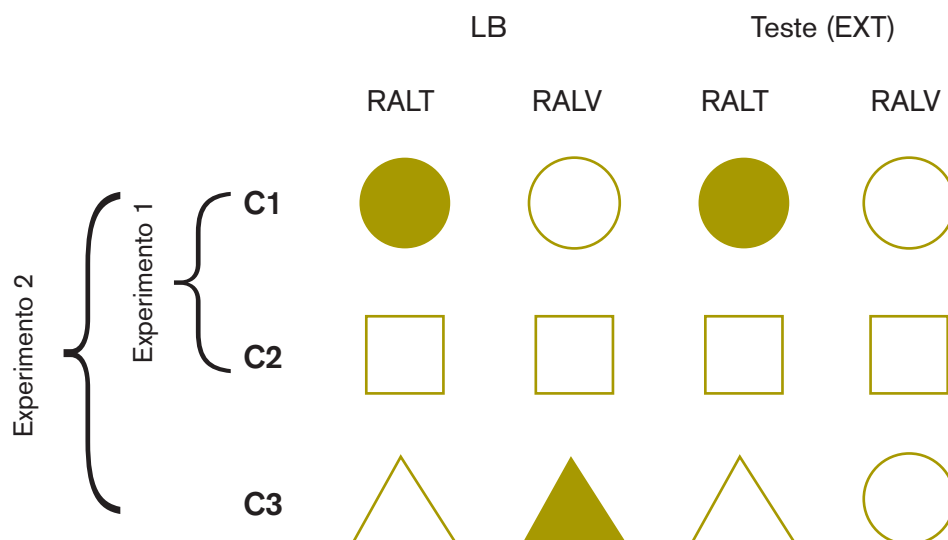 LB Teste (EXT)
RALT RALV RALT RALV
Experimento 2
Experimento 1
C1
C2
C3